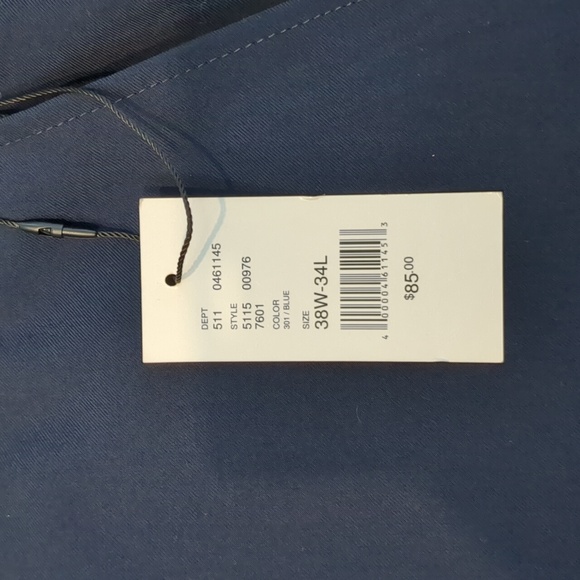 DEPT
511 0461145
STYLE
5115 00976
7601
COLOR
301 / BLUE
SIZE
38W-34L
4 00004 61145 3
$85.00